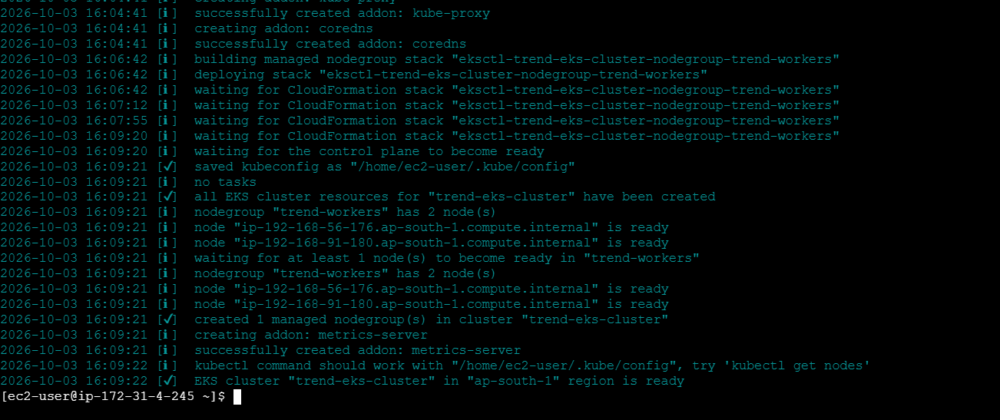 2026-10-03 16:04:41 [ℹ]  creating addon: kube-proxy
2026-10-03 16:04:41 [ℹ]  successfully created addon: kube-proxy
2026-10-03 16:04:41 [ℹ]  creating addon: coredns
2026-10-03 16:04:41 [ℹ]  successfully created addon: coredns
2026-10-03 16:06:42 [ℹ]  building managed nodegroup stack "eksctl-trend-eks-cluster-nodegroup-trend-workers"
2026-10-03 16:06:42 [ℹ]  deploying stack "eksctl-trend-eks-cluster-nodegroup-trend-workers"
2026-10-03 16:06:42 [ℹ]  waiting for CloudFormation stack "eksctl-trend-eks-cluster-nodegroup-trend-workers"
2026-10-03 16:07:12 [ℹ]  waiting for CloudFormation stack "eksctl-trend-eks-cluster-nodegroup-trend-workers"
2026-10-03 16:07:55 [ℹ]  waiting for CloudFormation stack "eksctl-trend-eks-cluster-nodegroup-trend-workers"
2026-10-03 16:09:20 [ℹ]  waiting for CloudFormation stack "eksctl-trend-eks-cluster-nodegroup-trend-workers"
2026-10-03 16:09:20 [ℹ]  waiting for the control plane to become ready
2026-10-03 16:09:21 [✔]  saved kubeconfig as "/home/ec2-user/.kube/config"
2026-10-03 16:09:21 [ℹ]  no tasks
2026-10-03 16:09:21 [✔]  all EKS cluster resources for "trend-eks-cluster" have been created
2026-10-03 16:09:21 [ℹ]  nodegroup "trend-workers" has 2 node(s)
2026-10-03 16:09:21 [ℹ]  node "ip-192-168-56-176.ap-south-1.compute.internal" is ready
2026-10-03 16:09:21 [ℹ]  node "ip-192-168-91-180.ap-south-1.compute.internal" is ready
2026-10-03 16:09:21 [ℹ]  waiting for at least 1 node(s) to become ready in "trend-workers"
2026-10-03 16:09:21 [ℹ]  nodegroup "trend-workers" has 2 node(s)
2026-10-03 16:09:21 [ℹ]  node "ip-192-168-56-176.ap-south-1.compute.internal" is ready
2026-10-03 16:09:21 [ℹ]  node "ip-192-168-91-180.ap-south-1.compute.internal" is ready
2026-10-03 16:09:21 [✔]  created 1 managed nodegroup(s) in cluster "trend-eks-cluster"
2026-10-03 16:09:21 [ℹ]  creating addon: metrics-server
2026-10-03 16:09:21 [ℹ]  successfully created addon: metrics-server
2026-10-03 16:09:22 [ℹ]  kubectl command should work with "/home/ec2-user/.kube/config", try 'kubectl get nodes'
2026-10-03 16:09:22 [✔]  EKS cluster "trend-eks-cluster" in "ap-south-1" region is ready
[ec2-user@ip-172-31-4-245 ~]$